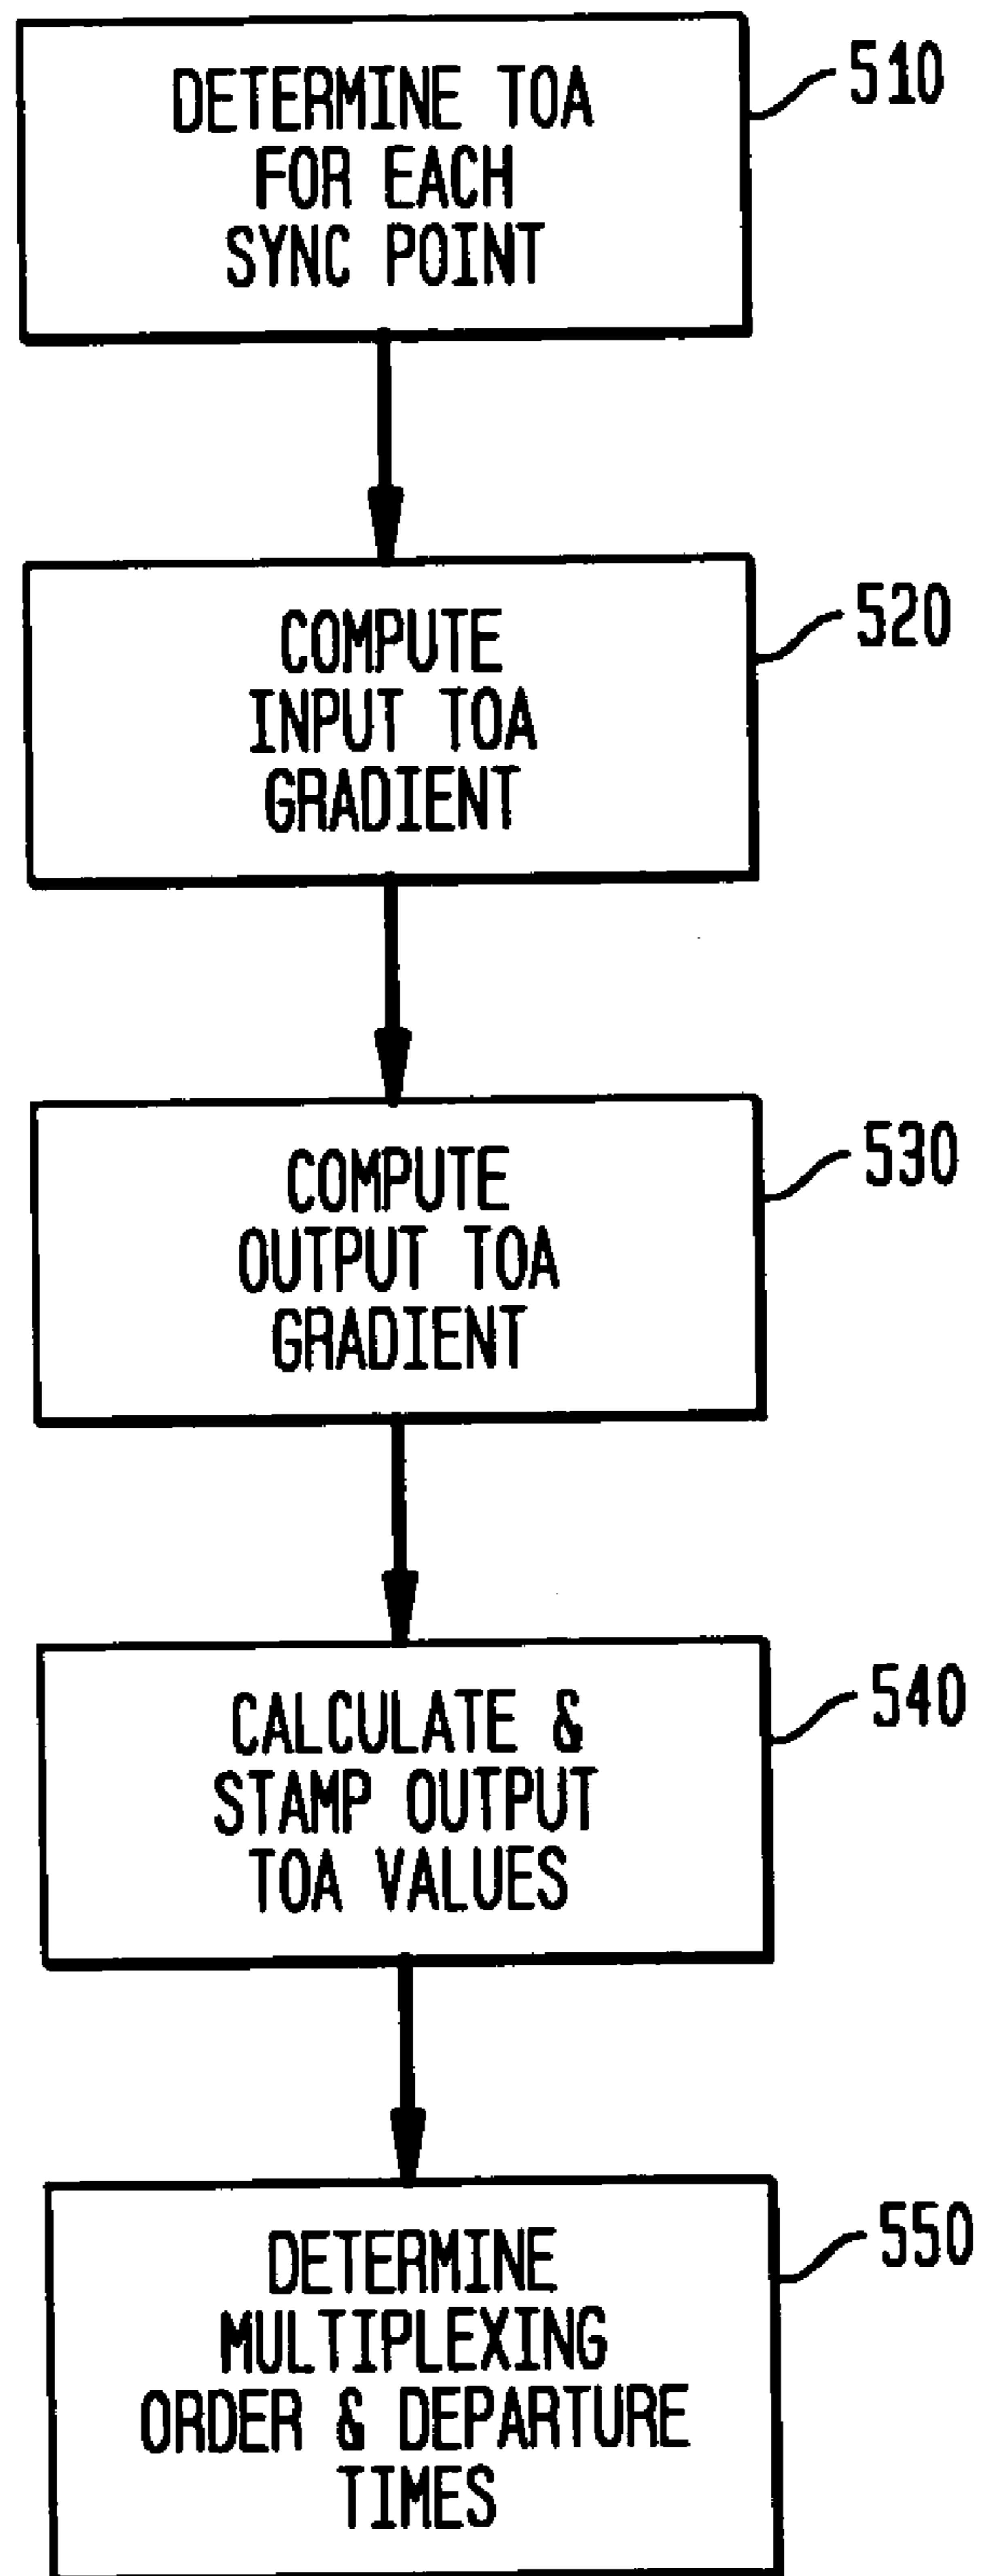 DETERMINE TOA
FOR EACH
SYNC POINT
510
COMPUTE
INPUT TOA
GRADIENT
520
COMPUTE
OUTPUT TOA
GRADIENT
530
CALCULATE &
STAMP OUTPUT
TOA VALUES
540
DETERMINE
MULTIPLEXING
ORDER & DEPARTURE
TIMES
550